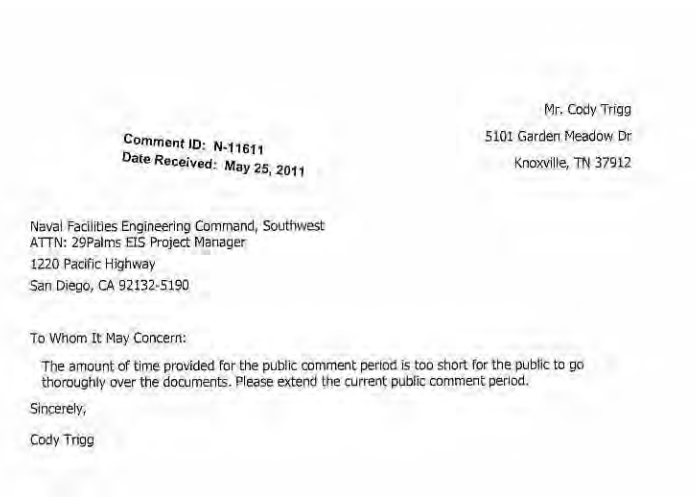 Mr. Cody Trigg
5101 Garden Meadow Dr
Knoxville, TN 37912
Comment ID: N-11611
Date Received: May 25, 2011
Naval Facilities Engineering Command, Southwest
ATTN: 29Palms EIS Project Manager
1220 Pacific Highway
San Diego, CA 92132-5190
To Whom It May Concern:
The amount of time provided for the public comment period is too short for the public to go
thoroughly over the documents. Please extend the current public comment period.
Sincerely,
Cody Trigg